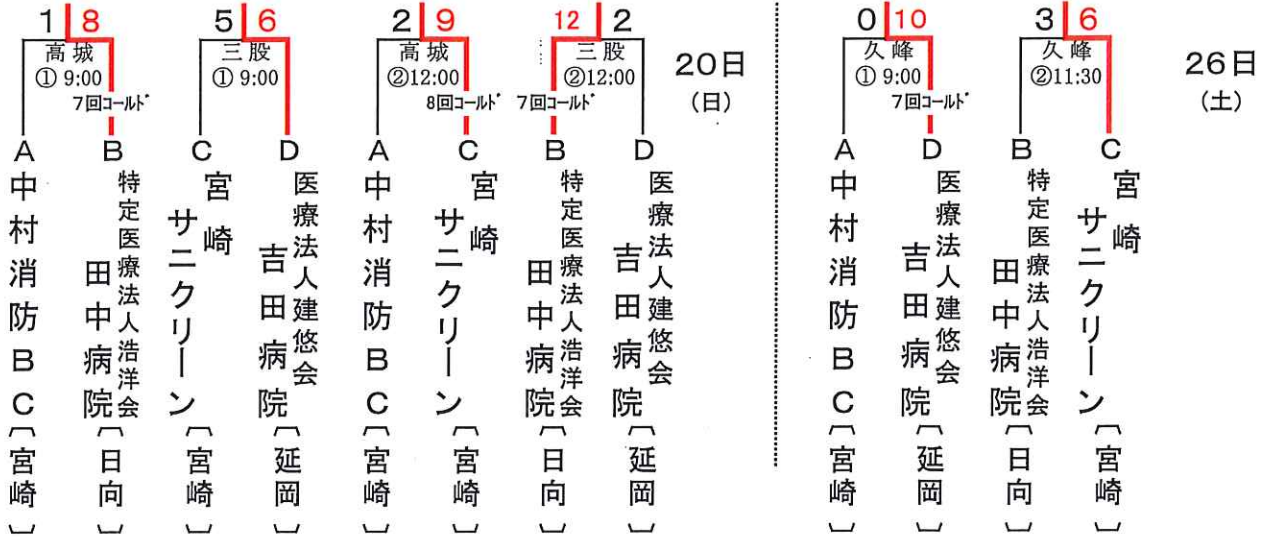 1 8
高城
① 9:00
7回コールド
A
中村消防BC
〔宮崎〕
B
特定医療法人浩洋会
田中病院
〔日向〕
5 6
三股
① 9:00
C
宮崎
サニクリーン
〔宮崎〕
D
医療法人建悠会
吉田病院
〔延岡〕
2 9
高城
②12:00
8回コールド
A
中村消防BC
〔宮崎〕
C
宮崎
サニクリーン
〔宮崎〕
12 2
三股
②12:00
7回コールド
B
特定医療法人浩洋会
田中病院
〔日向〕
D
医療法人建悠会
吉田病院
〔延岡〕
20日
(日)
0 10
久峰
① 9:00
7回コールド
A
中村消防BC
〔宮崎〕
D
医療法人建悠会
吉田病院
〔延岡〕
3 6
久峰
②11:30
B
特定医療法人浩洋会
田中病院
〔日向〕
C
宮崎
サニクリーン
〔宮崎〕
26日
(土)